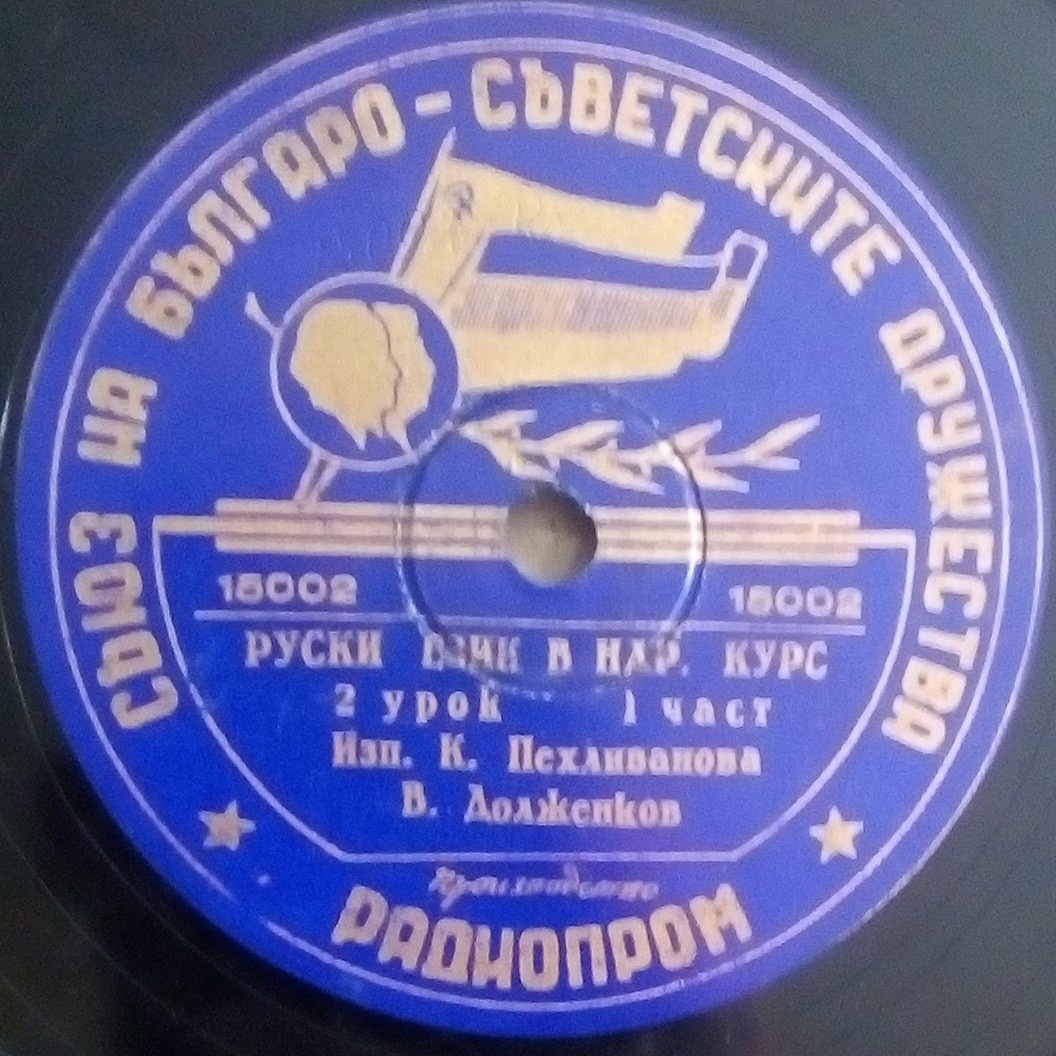 СЪЮЗ НА БЪЛГАРО-СЪВЕТСКИТЕ ДРУЖЕСТВА
15002 15002
РУСКИ ЕЗИК В НАР. КУРС
2 урок 1 част
Изп. К. Пехливанова
В. Долженков
Производство
РАДИОПРОМ